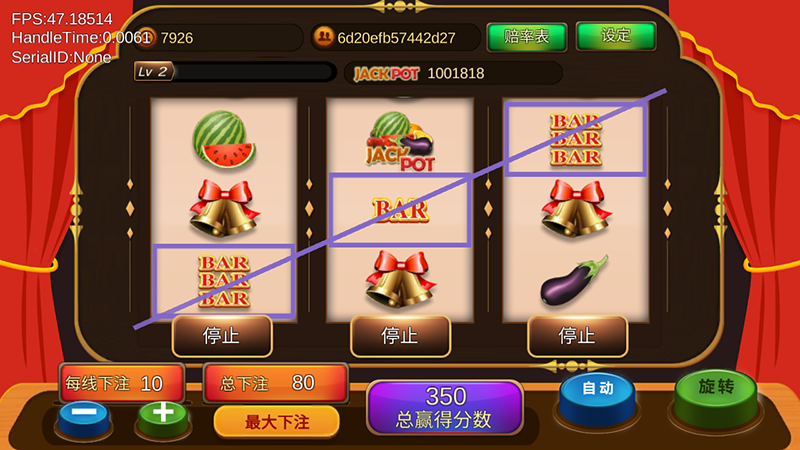 FPS:47.18514
HandleTime:0.0061
SerialID:None
7926
6d20efb57442d27
赔率表
设定
Lv 2
JACKPOT 1001818
JACKPOT
BAR
BAR
BAR
BAR
BAR
BAR
BAR
停止
停止
停止
每线下注 10
总下注 80
最大下注
350
总赢得分数
自动
旋转